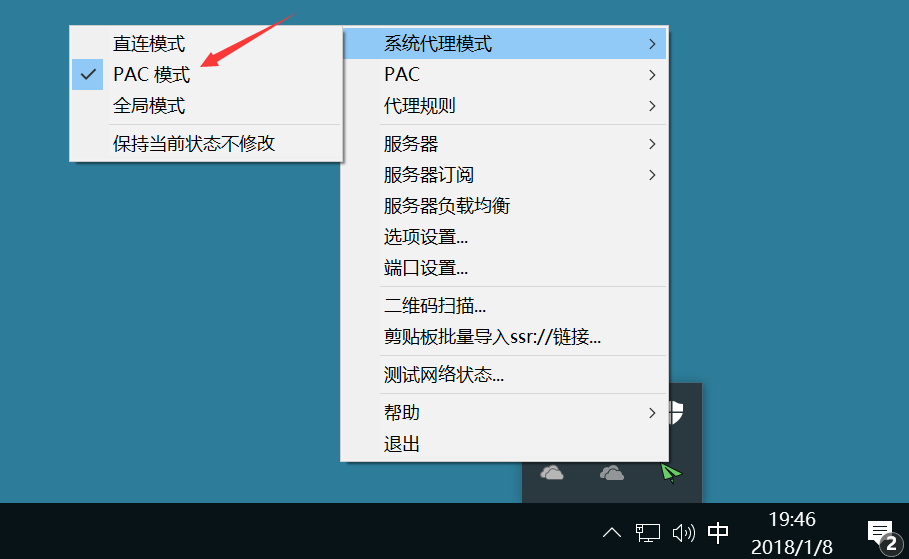 直连模式
PAC 模式
全局模式
保持当前状态不修改
系统代理模式
PAC
代理规则
服务器
服务器订阅
服务器负载均衡
选项设置...
端口设置...
二维码扫描...
剪贴板批量导入ssr://链接...
测试网络状态...
帮助
退出
中
19:46
2018/1/8
2